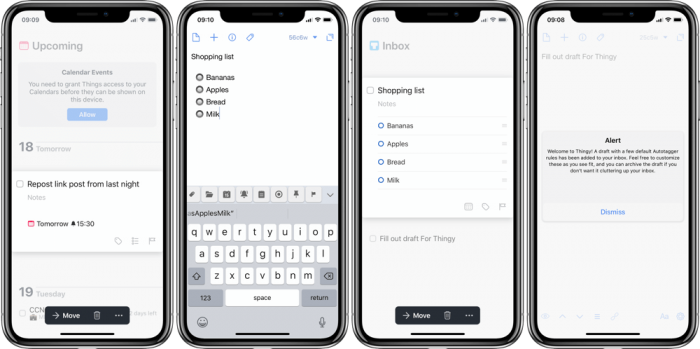 09:09
Upcoming
Calendar Events
You need to grant Things access to your
Calendars before they can be shown on
this device.
Allow
18 Tomorrow
Repost link post from last night
Notes
Tomorrow 15:30
19 Tuesday
CCN
days left
Move
09:10
56c6w
Shopping list
Bananas
Apples
Bread
Milk
sApplesMilk"
q w e r t y u i o p
a s d f g h j k l
z x c v b n m
123 space return
09:10
Inbox
Shopping list
Notes
Bananas
Apples
Bread
Milk
Fill out draft For Thingy
Move
09:08
Fill out draft For Thingy
Alert
Welcome to Thingy! A draft with a few default Autotagger
rules has been added to your inbox. Feel free to customize
these as you see fit, and you can archive the draft if you
don't want it cluttering up your inbox.
Dismiss
Aa